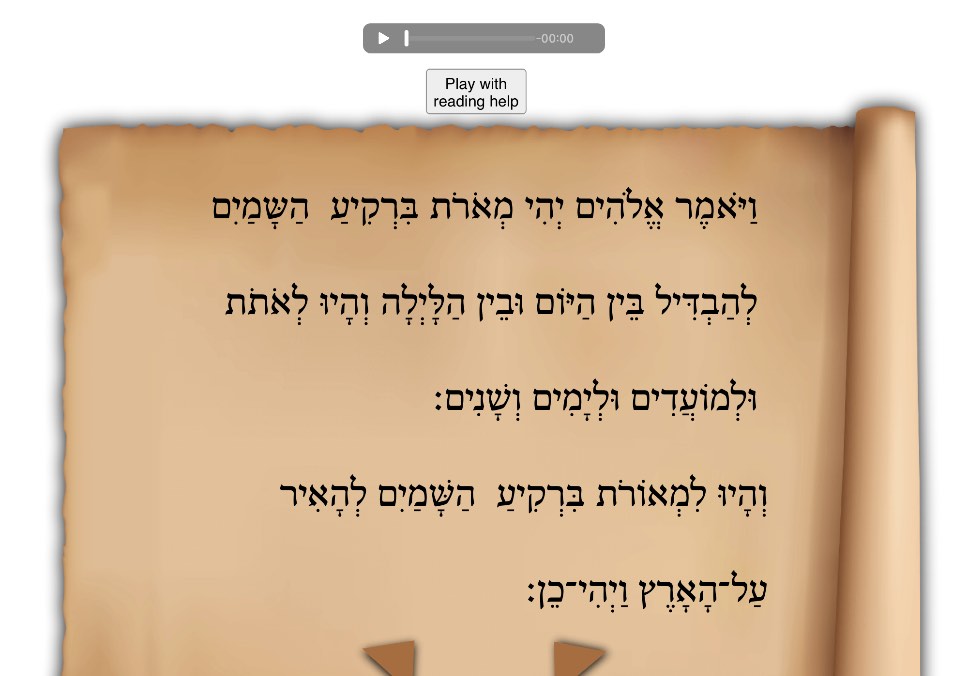 -00:00
Play with
reading help
וַיֹּאמֶר אֱלֹהִים יְהִי מְאֹרֹת בִּרְקִיעַ הַשָּׁמַיִם
לְהַבְדִּיל בֵּין הַיּוֹם וּבֵין הַלָּיְלָה וְהָיוּ לְאֹתֹת
וּלְמוֹעֲדִים וּלְיָמִים וְשָׁנִים:
וְהָיוּ לִמְאוֹרֹת בִּרְקִיעַ הַשָּׁמַיִם לְהָאִיר
עַל־הָאָרֶץ וַיְהִי־כֵן: